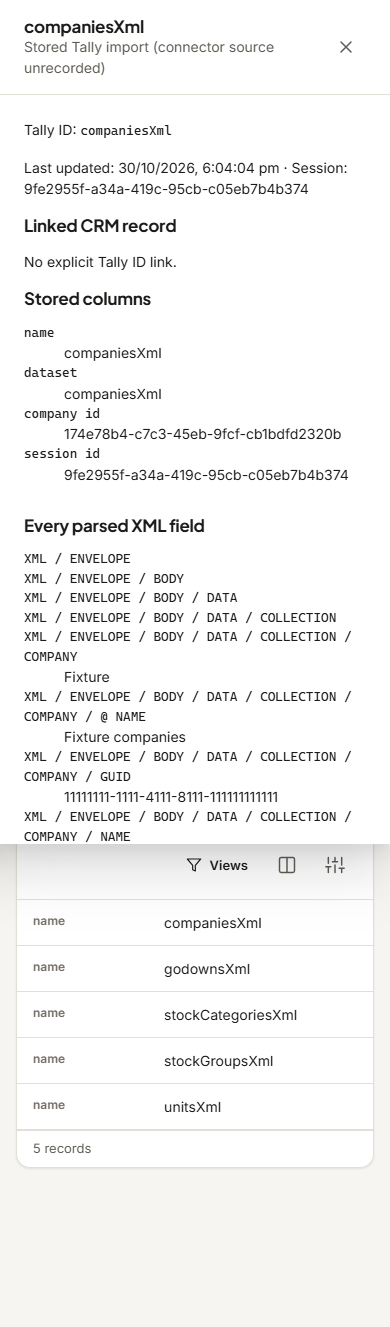 companiesXml
Stored Tally import (connector source
unrecorded)
Tally ID: companiesXml
Last updated: 30/10/2026, 6:04:04 pm · Session:
9fe2955f-a34a-419c-95cb-c05eb7b4b374
Linked CRM record
No explicit Tally ID link.
Stored columns
name
companiesXml
dataset
companiesXml
company id
174e78b4-c7c3-45eb-9fcf-cb1bdfd2320b
session id
9fe2955f-a34a-419c-95cb-c05eb7b4b374
Every parsed XML field
XML / ENVELOPE
XML / ENVELOPE / BODY
XML / ENVELOPE / BODY / DATA
XML / ENVELOPE / BODY / DATA / COLLECTION
XML / ENVELOPE / BODY / DATA / COLLECTION /
COMPANY
Fixture
XML / ENVELOPE / BODY / DATA / COLLECTION /
COMPANY / @ NAME
Fixture companies
XML / ENVELOPE / BODY / DATA / COLLECTION /
COMPANY / GUID
11111111-1111-4111-8111-111111111111
XML / ENVELOPE / BODY / DATA / COLLECTION /
COMPANY / NAME
Views
name companiesXml
name godownsXml
name stockCategoriesXml
name stockGroupsXml
name unitsXml
5 records